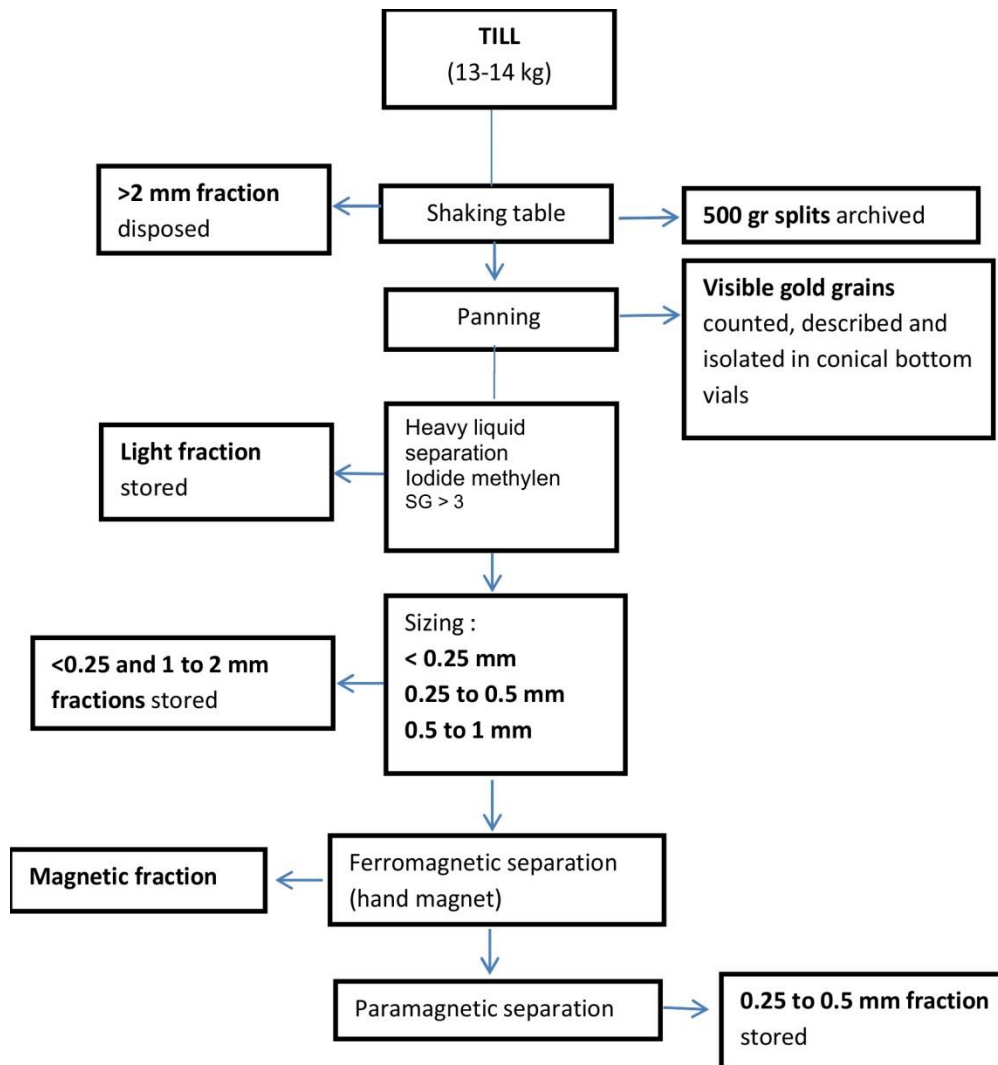 TILL
(13-14 kg)
>2 mm fraction
disposed
Shaking table
500 gr splits archived
Panning
Visible gold grains
counted, described and
isolated in conical bottom
vials
Light fraction
stored
Heavy liquid
separation
Iodide methylen
SG > 3
<0.25 and 1 to 2 mm
fractions stored
Sizing :
< 0.25 mm
0.25 to 0.5 mm
0.5 to 1 mm
Magnetic fraction
Ferromagnetic separation
(hand magnet)
Paramagnetic separation
0.25 to 0.5 mm fraction
stored